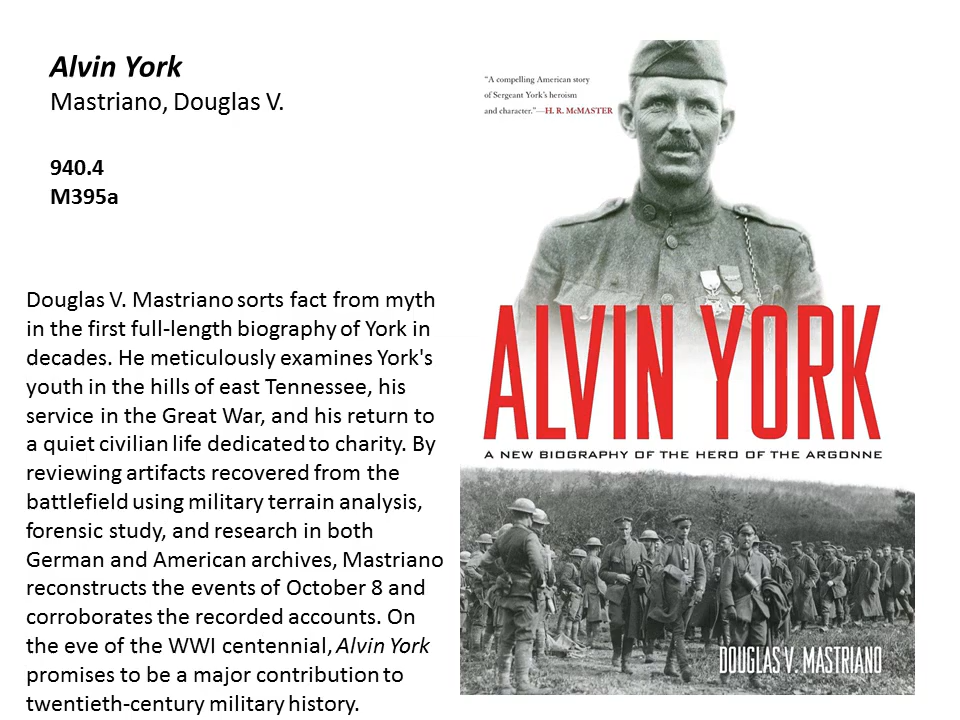 Alvin York
Mastriano, Douglas V.
940.4
M395a
Douglas V. Mastriano sorts fact from myth
in the first full-length biography of York in
decades. He meticulously examines York's
youth in the hills of east Tennessee, his
service in the Great War, and his return to
a quiet civilian life dedicated to charity. By
reviewing artifacts recovered from the
battlefield using military terrain analysis,
forensic study, and research in both
German and American archives, Mastriano
reconstructs the events of October 8 and
corroborates the recorded accounts. On
the eve of the WWI centennial, Alvin York
promises to be a major contribution to
twentieth-century military history.
“A compelling American story
of Sergeant York’s heroism
and character.”—H. R. McMASTER
ALVIN YORK
A NEW BIOGRAPHY OF THE HERO OF THE ARGONNE
DOUGLAS V. MASTRIANO